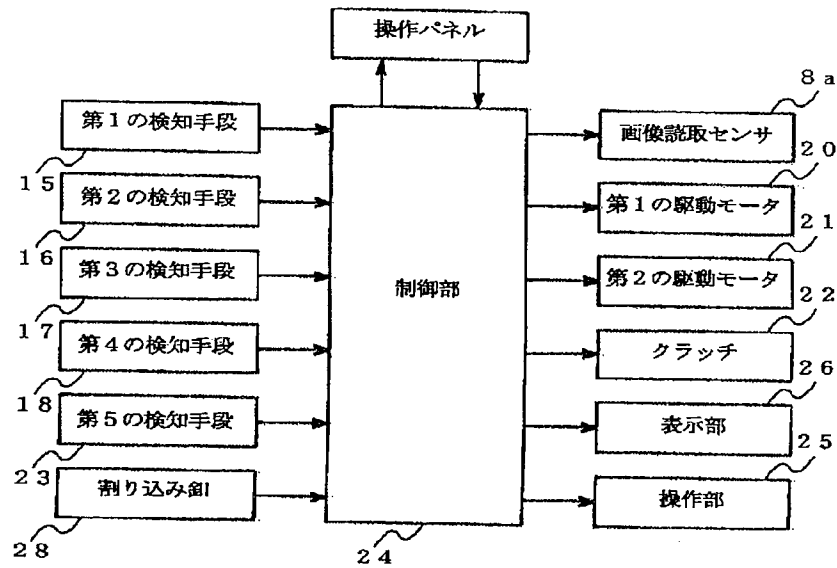 操作パネル
8a
第1の検知手段
画像読取センサ
15
20
第2の検知手段
第1の駆動モータ
16
21
第3の検知手段
制御部
第2の駆動モータ
17
22
第4の検知手段
クラッチ
18
26
第5の検知手段
表示部
23
25
割り込み釦
操作部
28
24